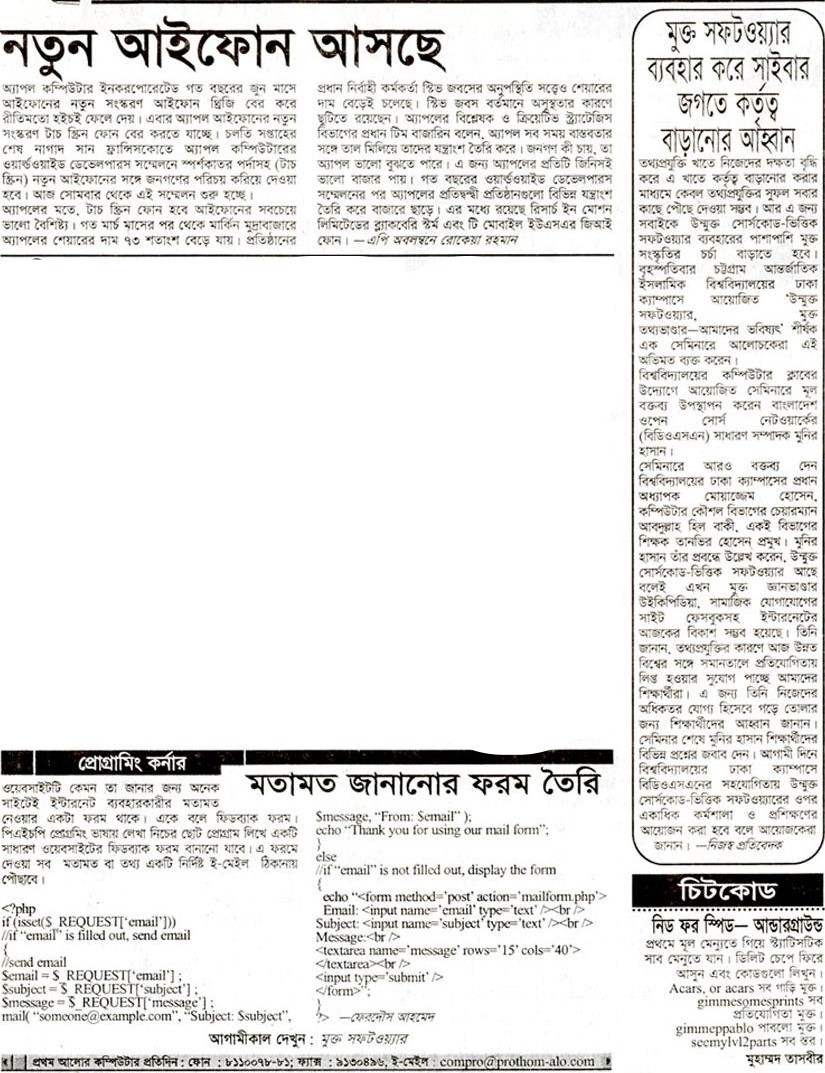 নতুন আইফোন আসছে
অ্যাপল কম্পিউটার ইনকরপোরেটেড গত বছরের জুন মাসে
আইফোনের নতুন সংস্করণ আইফোন থ্রিজি বের করে
রীতিমতো হইচই ফেলে দেয়। এবার অ্যাপল আইফোনের নতুন
সংস্করণ টাচ স্ক্রিন ফোন বের করতে যাচ্ছে। চলতি সপ্তাহের
শেষ নাগাদ সান ফ্রান্সিসকোতে অ্যাপল কম্পিউটারের
ওয়ার্ল্ডওয়াইড ডেভেলপারস সম্মেলনে স্পর্শকাতর পর্দাসহ (টাচ
স্ক্রিন) নতুন আইফোনের সঙ্গে জনগণের পরিচয় করিয়ে দেওয়া
হবে। আজ সোমবার থেকে এই সম্মেলন শুরু হচ্ছে।
অ্যাপলের মতে, টাচ স্ক্রিন ফোন হবে আইফোনের সবচেয়ে
ভালো বৈশিষ্ট্য। গত মার্চ মাসের পর থেকে মার্কিন মুদ্রাবাজারে
অ্যাপলের শেয়ারের দাম ৭৩ শতাংশ বেড়ে যায়। প্রতিষ্ঠানের
প্রধান নির্বাহী কর্মকর্তা স্টিভ জবসের অনুপস্থিতি সত্ত্বেও শেয়ারের
দাম বেড়েই চলেছে। স্টিভ জবস বর্তমানে অসুস্থতার কারণে
ছুটিতে রয়েছেন। অ্যাপলের বিশ্লেষক ও ক্রিয়েটিভ স্ট্র্যাটেজিস
বিভাগের প্রধান টিম বাজারিন বলেন, অ্যাপল সব সময় বাস্তবতার
সঙ্গে তাল মিলিয়ে তাদের যন্ত্রাংশ তৈরি করে। জনগণ কী চায়, তা
অ্যাপল ভালো বুঝতে পারে। এ জন্য অ্যাপলের প্রতিটি জিনিসই
ভালো বাজার পায়। গত বছরের ওয়ার্ল্ডওয়াইড ডেভেলপারস
সম্মেলনের পর অ্যাপলের প্রতিদ্বন্দ্বী প্রতিষ্ঠানগুলো বিভিন্ন যন্ত্রাংশ
তৈরি করে বাজারে ছাড়ে। এর মধ্যে রয়েছে রিসার্চ ইন মোশন
লিমিটেডের ব্ল্যাকবেরি স্টর্ম এবং টি মোবাইল ইউএসএর জিআই
ফোন। —এপি অবলম্বনে রোকেয়া রহমান
মুক্ত সফটওয়্যার
ব্যবহার করে সাইবার
জগতে কর্তৃত্ব
বাড়ানোর আহ্বান
তথ্যপ্রযুক্তি খাতে নিজেদের দক্ষতা বৃদ্ধি
করে এ খাতে কর্তৃত্ব বাড়ানোর করার
মাধ্যমে কেবল তথ্যপ্রযুক্তির সুফল সবার
কাছে পৌঁছে দেওয়া সম্ভব। আর এ জন্য
সবাইকে উন্মুক্ত সোর্সকোড-ভিত্তিক
সফটওয়্যার ব্যবহারের পাশাপাশি মুক্ত
সংস্কৃতির চর্চা বাড়াতে হবে।
বৃহস্পতিবার চট্টগ্রাম আন্তর্জাতিক
ইসলামিক বিশ্ববিদ্যালয়ের ঢাকা
ক্যাম্পাসে আয়োজিত ‘উন্মুক্ত
সফটওয়্যার, মুক্ত
তথ্যভাণ্ডার—আমাদের ভবিষ্যৎ’ শীর্ষক
এক সেমিনারে আলোচকেরা এই
অভিমত ব্যক্ত করেন।
বিশ্ববিদ্যালয়ের কম্পিউটার ক্লাবের
উদ্যোগে আয়োজিত সেমিনারে মূল
বক্তব্য উপস্থাপন করেন বাংলাদেশ
ওপেন সোর্স নেটওয়ার্কের
(বিডিওএসএন) সাধারণ সম্পাদক মুনির
হাসান।
সেমিনারে আরও বক্তব্য দেন
বিশ্ববিদ্যালয়ের ঢাকা ক্যাম্পাসের প্রধান
অধ্যাপক মোয়াজ্জেম হোসেন,
কম্পিউটার কৌশল বিভাগের চেয়ারম্যান
আবদুল্লাহ হিল বাকী, একই বিভাগের
শিক্ষক তানভির হোসেন প্রমুখ। মুনির
হাসান তাঁর প্রবন্ধে উল্লেখ করেন, উন্মুক্ত
সোর্সকোড-ভিত্তিক সফটওয়্যার আছে
বলেই এখন মুক্ত জ্ঞানভাণ্ডার
উইকিপিডিয়া, সামাজিক যোগাযোগের
সাইট ফেসবুকসহ ইন্টারনেটের
আজকের বিকাশ সম্ভব হয়েছে। তিনি
জানান, তথ্যপ্রযুক্তির কারণে আজ উন্নত
বিশ্বের সঙ্গে সমানতালে প্রতিযোগিতায়
লিপ্ত হওয়ার সুযোগ পাচ্ছে আমাদের
শিক্ষার্থীরা। এ জন্য তিনি নিজেদের
অধিকতর যোগ্য হিসেবে গড়ে তোলার
জন্য শিক্ষার্থীদের আহ্বান জানান।
সেমিনার শেষে মুনির হাসান শিক্ষার্থীদের
বিভিন্ন প্রশ্নের জবাব দেন। আগামী দিনে
বিশ্ববিদ্যালয়ের ঢাকা ক্যাম্পাসে
বিডিওএসএনের সহযোগিতায় উন্মুক্ত
সোর্সকোড-ভিত্তিক সফটওয়্যারের ওপর
একাধিক কর্মশালা ও প্রশিক্ষণের
আয়োজন করা হবে বলে আয়োজকেরা
জানান। —নিজস্ব প্রতিবেদক
প্রোগ্রামিং কর্নার
মতামত জানানোর ফরম তৈরি
ওয়েবসাইটটি কেমন তা জানার জন্য অনেক
সাইটেই ইন্টারনেট ব্যবহারকারীর মতামত
নেওয়ার একটা ফরম থাকে। একে বলে ফিডব্যাক ফরম।
পিএইচপি প্রোগ্রমিং ভাষায় লেখা নিচের ছোট প্রোগ্রাম লিখে একটি
সাধারণ ওয়েবসাইটের ফিডব্যাক ফরম বানানো যাবে। এ ফরমে
দেওয়া সব মতামত বা তথ্য একটি নির্দিষ্ট ই-মেইল ঠিকানায়
পৌছাবে।
<?php
if (isset($_REQUEST[‘email’]))
//if “email” is filled out, send email
{
//send email
$email = $_REQUEST[‘email’] ;
$subject = $_REQUEST[‘subject’] ;
$message = $_REQUEST[‘message’] ;
mail( “someone@example.com”, “Subject: $subject”,
$message, “From: $email” );
echo “Thank you for using our mail form”;
}
else
//if “email” is not filled out, display the form
{
echo “<form method=’post’ action=’mailform.php’>
Email: <input name=’email’ type=’text’ /><br />
Subject: <input name=’subject’ type=’text’ /><br />
Message:<br />
<textarea name=’message’ rows=’15’ cols=’40’>
</textarea><br />
<input type=’submit’ />
</form>”;
}
?> —ফেরদৌস আহমেদ
আগামীকাল দেখুন : মুক্ত সফটওয়্যার
প্রথম আলোর কম্পিউটার প্রতিদিন : ফোন : ৮১১০০৭৮-৮১; ফ্যাক্স : ৯১৩০৪৯৬, ই-মেইল : compro@prothom-alo.com
চিটকোড
নিড ফর স্পিড— আন্ডারগ্রাউন্ড
প্রথমে মূল মেন্যুতে গিয়ে স্ট্যাটিসটিক
সাব মেনুতে যান। ডিলিট চেপে ফিরে
আসুন এবং কোডগুলো লিখুন।
Acars, or acars সব গাড়ি মুক্ত।
gimmesomesprints সব
প্রতিযোগিতা মুক্ত।
gimmeppablo পাবলো মুক্ত।
seemylvl2parts সব স্তর।
মুহাম্মদ তাসবীর